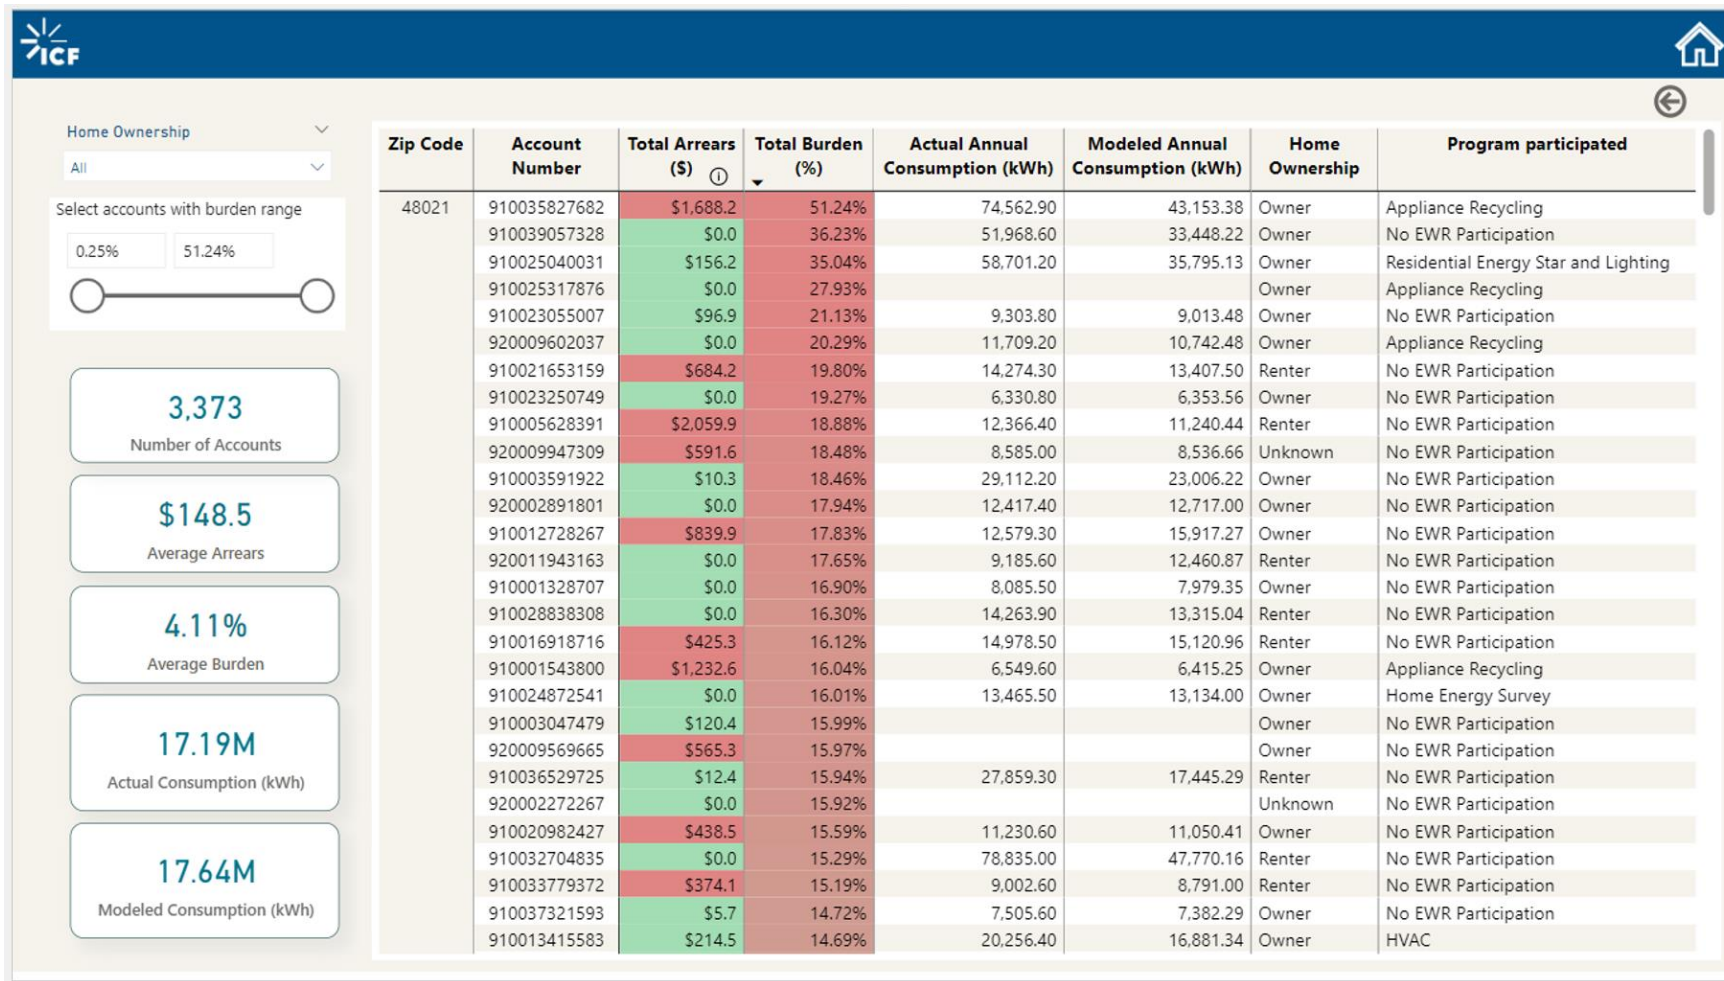 ICF
Home Ownership
All
Select accounts with burden range
0.25% 51.24%
3,373
Number of Accounts
$148.5
Average Arrears
4.11%
Average Burden
17.19M
Actual Consumption (kWh)
17.64M
Modeled Consumption (kWh)
Zip Code Account Number Total Arrears ($) Total Burden (%) Actual Annual Consumption (kWh) Modeled Annual Consumption (kWh) Home Ownership Program participated
48021 910035827682 $1,688.2 51.24% 74,562.90 43,153.38 Owner Appliance Recycling
910039057328 $0.0 36.23% 51,968.60 33,448.22 Owner No EWR Participation
910025040031 $156.2 35.04% 58,701.20 35,795.13 Owner Residential Energy Star and Lighting
910025317876 $0.0 27.93% Owner Appliance Recycling
910023055007 $96.9 21.13% 9,303.80 9,013.48 Owner No EWR Participation
920009602037 $0.0 20.29% 11,709.20 10,742.48 Owner Appliance Recycling
910021653159 $684.2 19.80% 14,274.30 13,407.50 Renter No EWR Participation
910023250749 $0.0 19.27% 6,330.80 6,353.56 Owner No EWR Participation
910005628391 $2,059.9 18.88% 12,366.40 11,240.44 Renter No EWR Participation
920009947309 $591.6 18.48% 8,585.00 8,536.66 Unknown No EWR Participation
910003591922 $10.3 18.46% 29,112.20 23,006.22 Owner No EWR Participation
920002891801 $0.0 17.94% 12,417.40 12,717.00 Owner No EWR Participation
910012728267 $839.9 17.83% 12,579.30 15,917.27 Owner No EWR Participation
920011943163 $0.0 17.65% 9,185.60 12,460.87 Renter No EWR Participation
910001328707 $0.0 16.90% 8,085.50 7,979.35 Owner No EWR Participation
910028838308 $0.0 16.30% 14,263.90 13,315.04 Renter No EWR Participation
910016918716 $425.3 16.12% 14,978.50 15,120.96 Renter No EWR Participation
910001543800 $1,232.6 16.04% 6,549.60 6,415.25 Owner Appliance Recycling
910024872541 $0.0 16.01% 13,465.50 13,134.00 Owner Home Energy Survey
910003047479 $120.4 15.99% Owner No EWR Participation
920009569665 $565.3 15.97% Owner No EWR Participation
910036529725 $12.4 15.94% 27,859.30 17,445.29 Renter No EWR Participation
920002272267 $0.0 15.92% Unknown No EWR Participation
910020982427 $438.5 15.59% 11,230.60 11,050.41 Owner No EWR Participation
910032704835 $0.0 15.29% 78,835.00 47,770.16 Renter No EWR Participation
910033779372 $374.1 15.19% 9,002.60 8,791.00 Renter No EWR Participation
910037321593 $5.7 14.72% 7,505.60 7,382.29 Owner No EWR Participation
910013415583 $214.5 14.69% 20,256.40 16,881.34 Owner HVAC